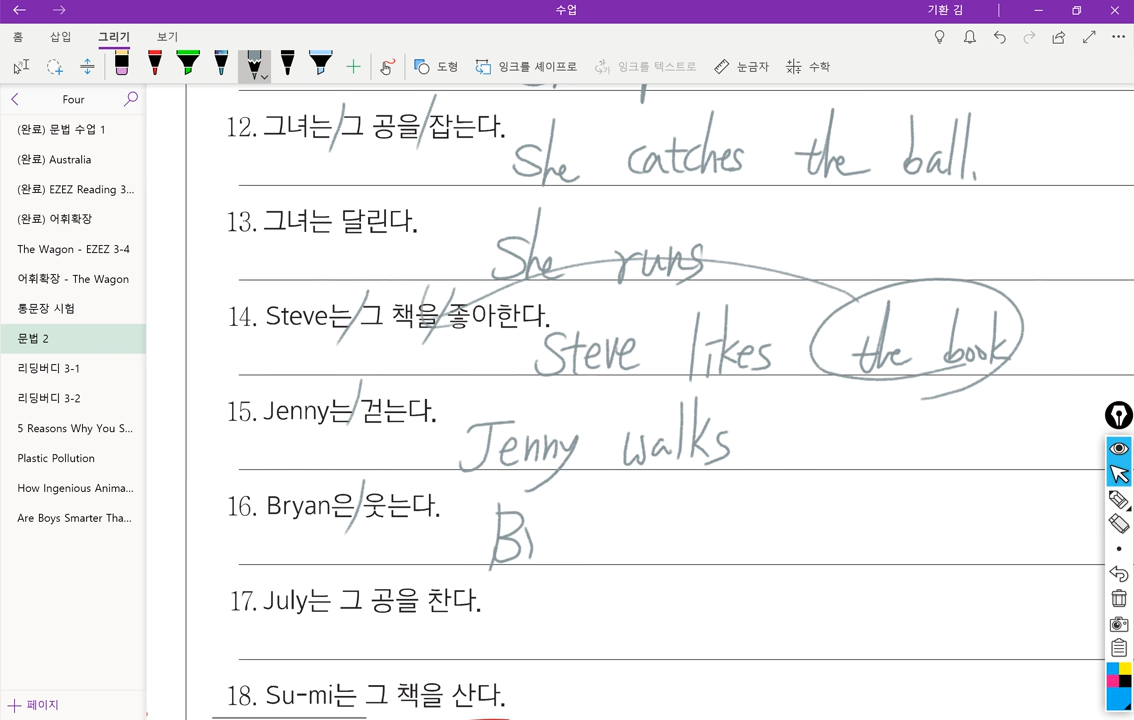 수업
기환 김
홈 삽입 그리기 보기
도형 잉크를 셰이프로 잉크를 텍스트로 눈금자 수학
Four
(완료) 문법 수업 1
(완료) Australia
(완료) EZEZ Reading 3...
(완료) 어휘확장
The Wagon - EZEZ 3-4
어휘확장 - The Wagon
통문장 시험
문법 2
리딩버디 3-1
리딩버디 3-2
5 Reasons Why You S...
Plastic Pollution
How Ingenious Anima...
Are Boys Smarter Tha...
페이지
12. 그녀는/그 공을/잡는다.
She catches the ball.
13. 그녀는 달린다.
She runs
14. Steve는/그 책을/좋아한다.
Steve likes the book
15. Jenny는/걷는다.
Jenny walks
16. Bryan은/웃는다.
Br
17. July는 그 공을 찬다.
18. Su-mi는 그 책을 산다.